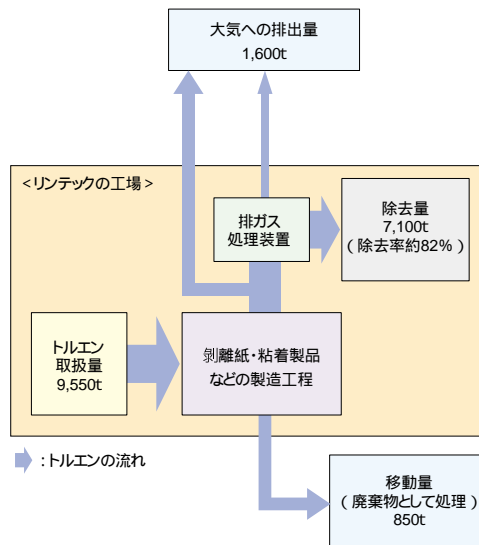 大気への排出量
1,600t
<リンテックの工場>
排ガス
処理装置
除去量
7,100t
(除去率約82%)
トルエン
取扱量
9,550t
剝離紙・粘着製品
などの製造工程
:トルエンの流れ
移動量
(廃棄物として処理)
850t